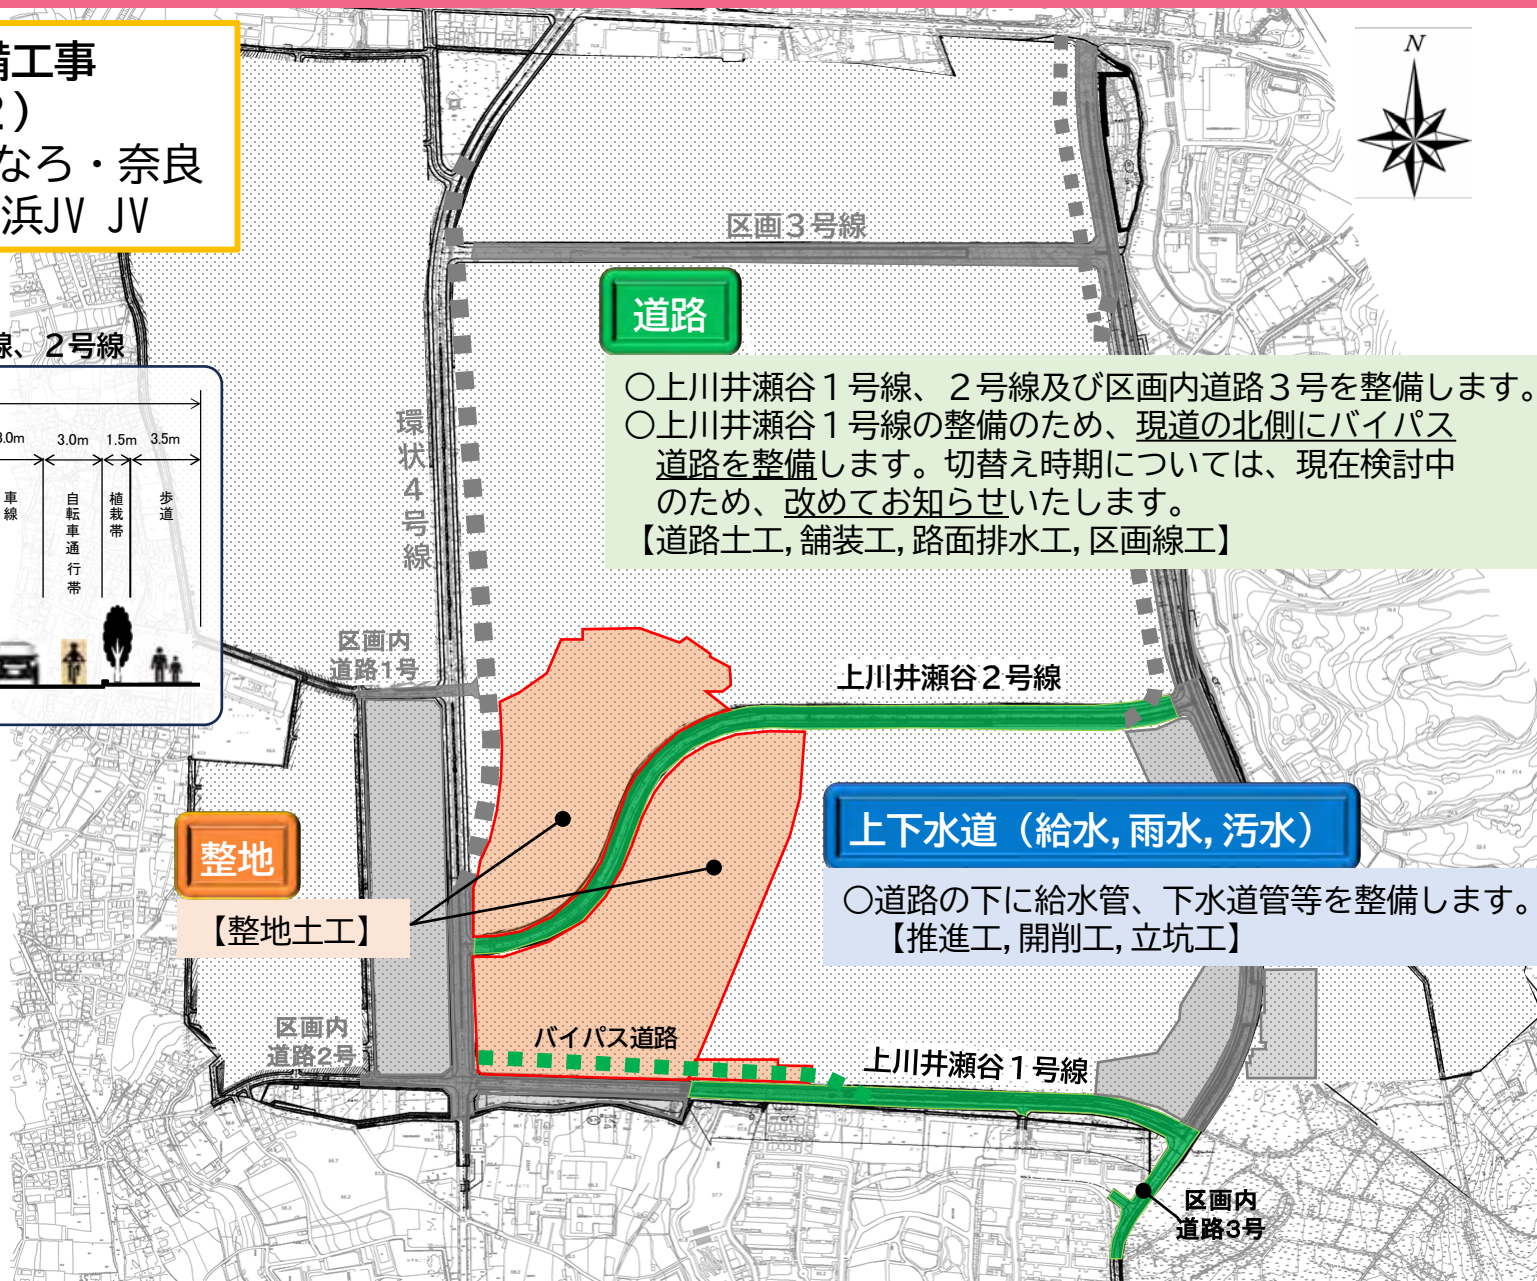 備工事
２）
なろ・奈良
浜JV JV
N
区画３号線
道路
線、２号線
○上川井瀬谷１号線、２号線及び区画内道路３号を整備します。
○上川井瀬谷１号線の整備のため、現道の北側にバイパス
道路を整備します。切替え時期については、現在検討中
のため、改めてお知らせいたします。
【道路土工,舗装工,路面排水工,区画線工】
3.0m 3.0m 1.5m 3.5m
車線
自転車通行帯
植栽帯
歩道
環状４号線
区画内
道路1号
上川井瀬谷２号線
整地
【整地土工】
上下水道（給水,雨水,汚水）
○道路の下に給水管、下水道管等を整備します。
【推進工,開削工,立坑工】
区画内
道路2号
バイパス道路
上川井瀬谷１号線
区画内
道路3号